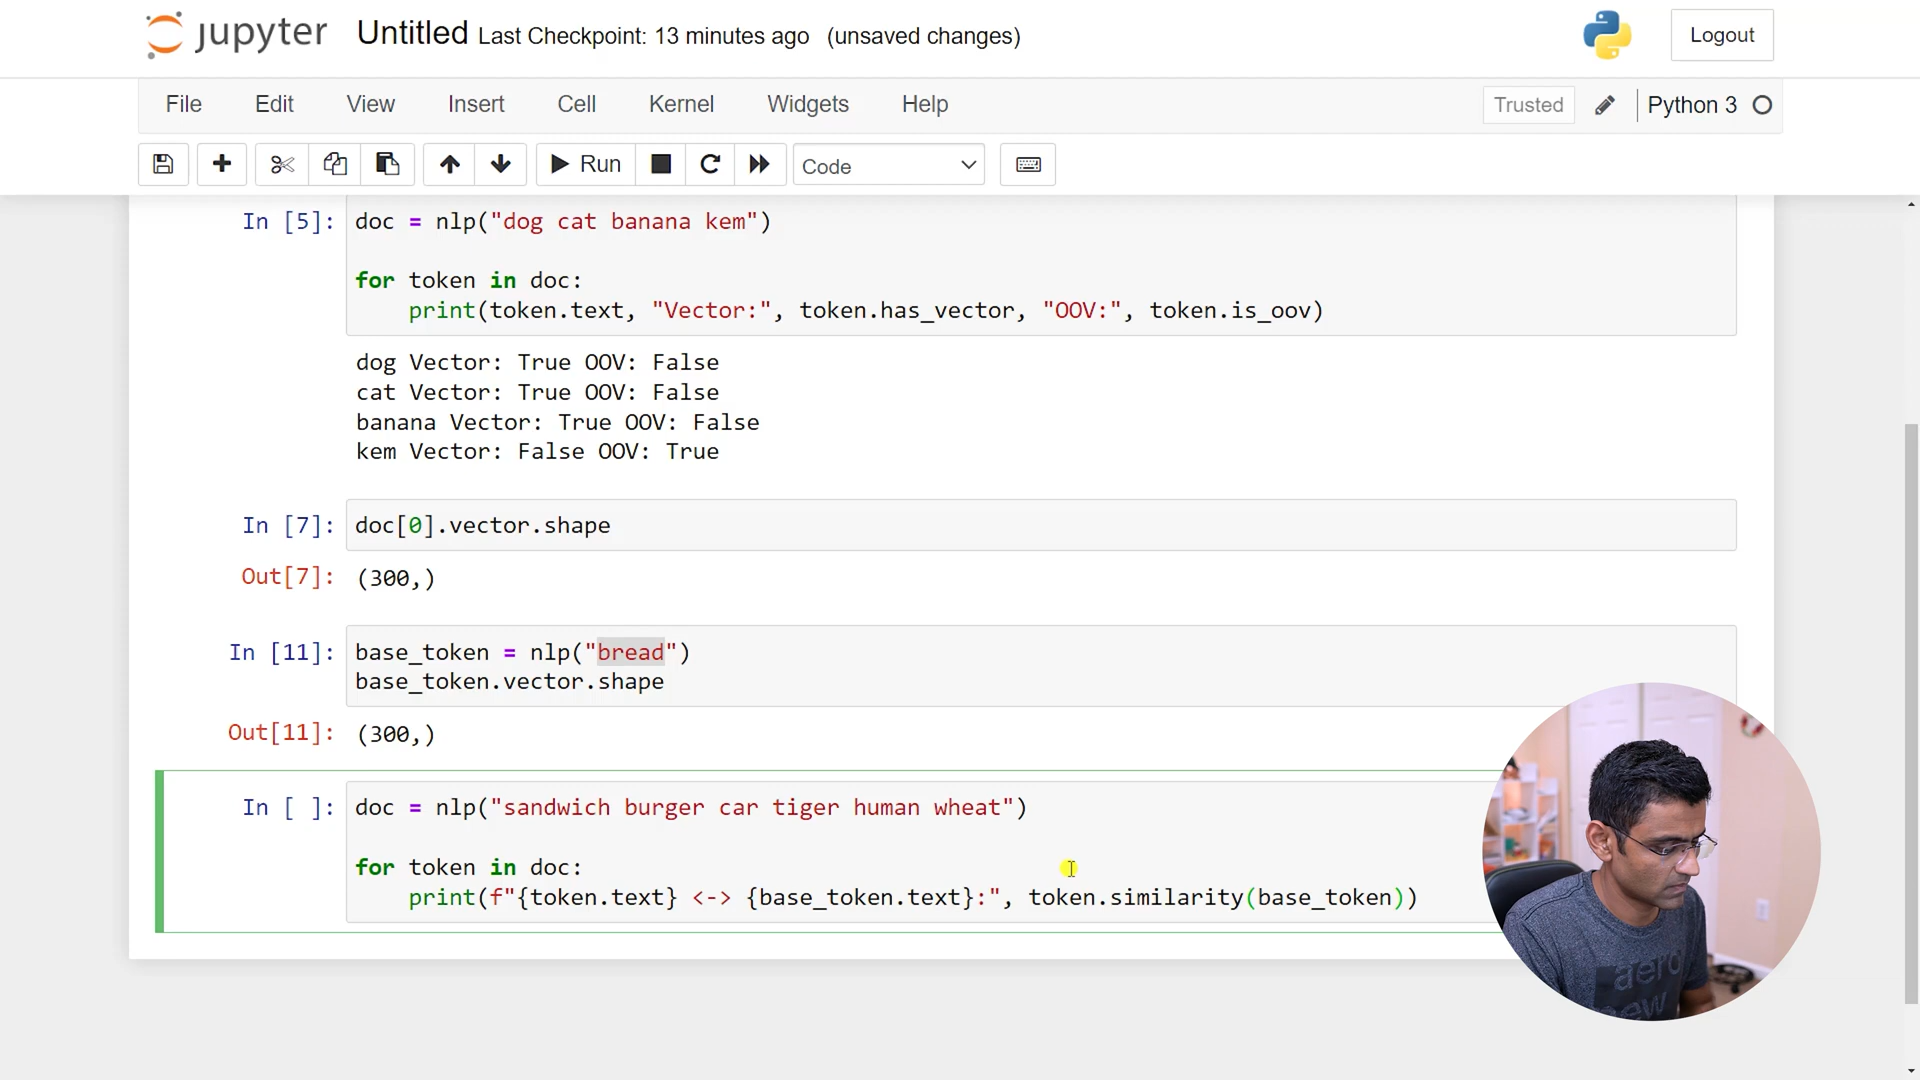 jupyter Untitled Last Checkpoint: 13 minutes ago (unsaved changes) Logout
File Edit View Insert Cell Kernel Widgets Help Trusted Python 3
Run Code
In [5]: doc = nlp("dog cat banana kem")
for token in doc:
print(token.text, "Vector:", token.has_vector, "OOV:", token.is_oov)
dog Vector: True OOV: False
cat Vector: True OOV: False
banana Vector: True OOV: False
kem Vector: False OOV: True
In [7]: doc[0].vector.shape
Out[7]: (300,)
In [11]: base_token = nlp("bread")
base_token.vector.shape
Out[11]: (300,)
In [ ]: doc = nlp("sandwich burger car tiger human wheat")
for token in doc:
print(f"{token.text} <-> {base_token.text}:", token.similarity(base_token))
aero
new